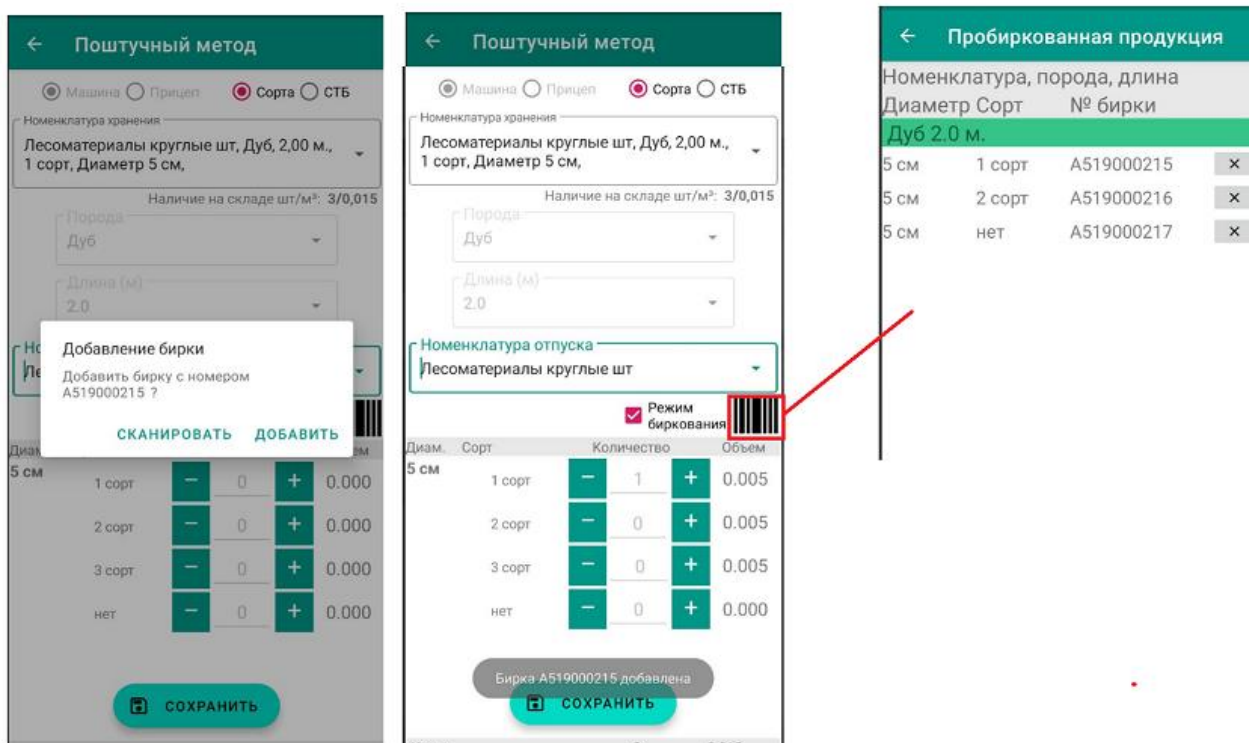 Поштучный метод
Машина Прицеп Сорта СТБ
Номенклатура хранения
Лесоматериалы круглые шт, Дуб, 2,00 м.,
1 сорт, Диаметр 5 см,
Наличие на складе шт/м³: 3/0,015
Порода
Дуб
Длина (м)
2.0
Добавление бирки
Добавить бирку с номером
A519000215 ?
СКАНИРОВАТЬ ДОБАВИТЬ
5 см
1 сорт 0 0.000
2 сорт 0 0.000
3 сорт 0 0.000
нет 0 0.000
СОХРАНИТЬ
Поштучный метод
Машина Прицеп Сорта СТБ
Номенклатура хранения
Лесоматериалы круглые шт, Дуб, 2,00 м.,
1 сорт, Диаметр 5 см,
Наличие на складе шт/м³: 3/0,015
Порода
Дуб
Длина (м)
2.0
Номенклатура отпуска
Лесоматериалы круглые шт
Режим
биркования
Диам. Сорт Количество Объем
5 см
1 сорт 1 0.005
2 сорт 0 0.005
3 сорт 0 0.005
нет 0 0.000
Бирка A519000215 добавлена
СОХРАНИТЬ
Пробиркованная продукция
Номенклатура, порода, длина
Диаметр Сорт № бирки
Дуб 2.0 м.
5 см 1 сорт A519000215
5 см 2 сорт A519000216
5 см нет A519000217